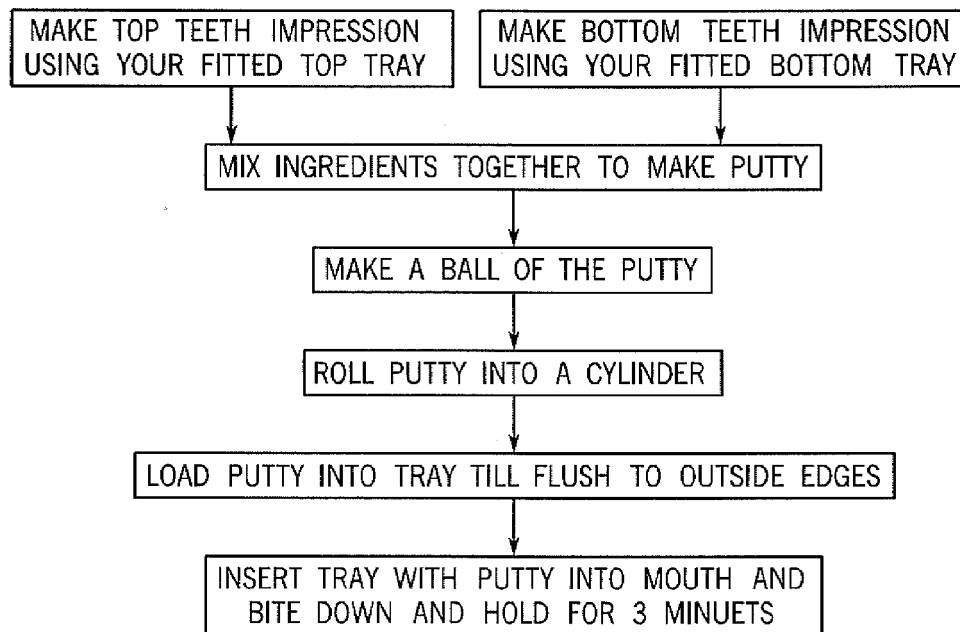 MAKE TOP TEETH IMPRESSION
USING YOUR FITTED TOP TRAY
MAKE BOTTOM TEETH IMPRESSION
USING YOUR FITTED BOTTOM TRAY
MIX INGREDIENTS TOGETHER TO MAKE PUTTY
MAKE A BALL OF THE PUTTY
ROLL PUTTY INTO A CYLINDER
LOAD PUTTY INTO TRAY TILL FLUSH TO OUTSIDE EDGES
INSERT TRAY WITH PUTTY INTO MOUTH AND
BITE DOWN AND HOLD FOR 3 MINUETS